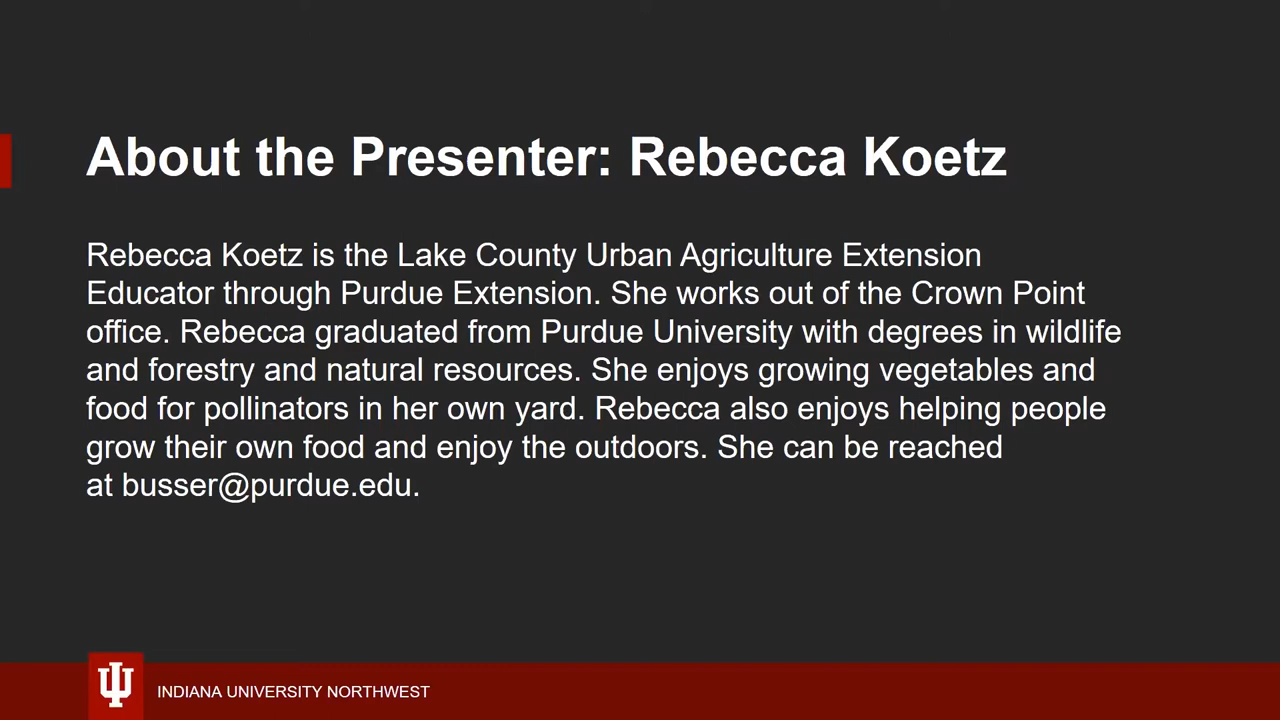 About the Presenter: Rebecca Koetz
Rebecca Koetz is the Lake County Urban Agriculture Extension
Educator through Purdue Extension. She works out of the Crown Point
office. Rebecca graduated from Purdue University with degrees in wildlife
and forestry and natural resources. She enjoys growing vegetables and
food for pollinators in her own yard. Rebecca also enjoys helping people
grow their own food and enjoy the outdoors. She can be reached
at busser@purdue.edu.
INDIANA UNIVERSITY NORTHWEST